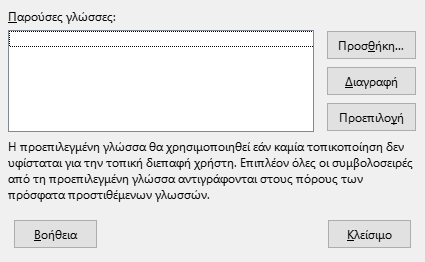 Παρούσες γλώσσες:
Προσθήκη...
Διαγραφή
Προεπιλογή
Η προεπιλεγμένη γλώσσα θα χρησιμοποιηθεί εάν καμία τοπικοποίηση δεν
υφίσταται για την τοπική διεπαφή χρήστη. Επιπλέον όλες οι συμβολοσειρές
από τη προεπιλεγμένη γλώσσα αντιγράφονται στους πόρους των
πρόσφατα προστιθέμενων γλωσσών.
Βοήθεια
Κλείσιμο